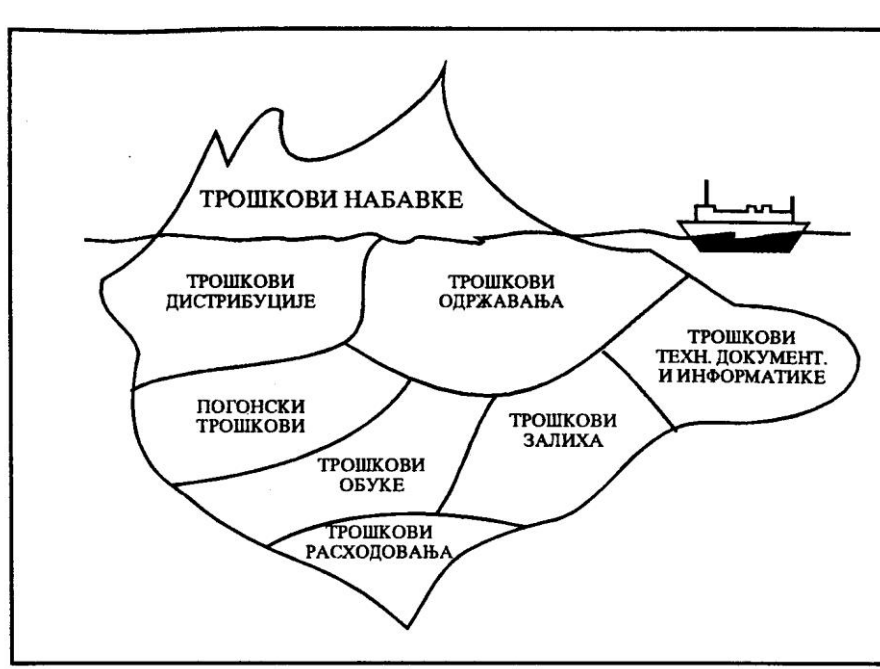 ТРОШКОВИ НАБАВКЕ
ТРОШКОВИ
ДИСТРИБУЦИЈЕ
ТРОШКОВИ
ОДРЖАВАЊА
ТРОШКОВИ
ТЕХН. ДОКУМЕНТ.
И ИНФОРМАТИКЕ
ПОГОНСКИ
ТРОШКОВИ
ТРОШКОВИ
ЗАЛИХА
ТРОШКОВИ
ОБУКЕ
ТРОШКОВИ
РАСХОДОВАЊА